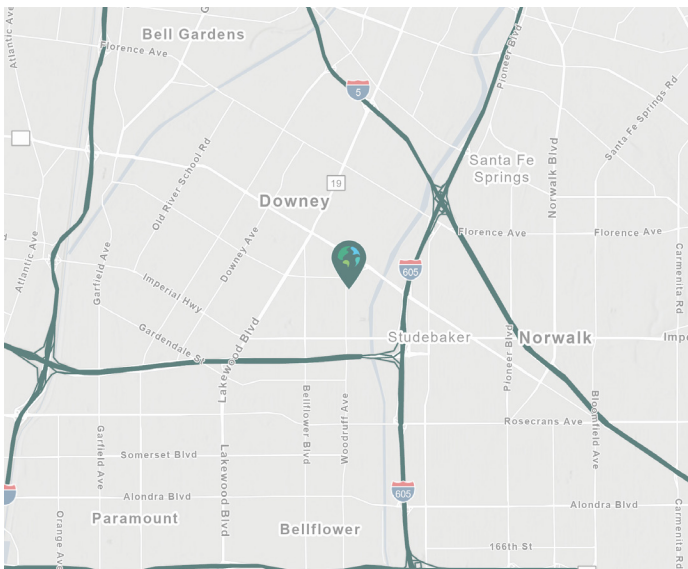 Bell Gardens
Florence Ave
Atlantic Ave
Pioneer Blvd
5
Santa Fe Springs Rd
Old River School Rd
Santa Fe
Springs
Norwalk Blvd
19
Downey
Florence Ave
Florence Ave
Downey Ave
Atlantic Ave
Garfield Ave
605
Carmenita Rd
Imperial Hwy
Gardendale St
Lakewood Blvd
Studebaker
Pioneer Blvd
Norwalk
Impe
Bellflower Blvd
Woodruff Ave
Bloomfield Ave
Rosecrans Ave
Garfield Ave
Somerset Blvd
Lakewood Blvd
605
Alondra Blvd
Alondra Blvd
Orange Ave
Paramount
Bellflower
166th St
Carmenita Rd